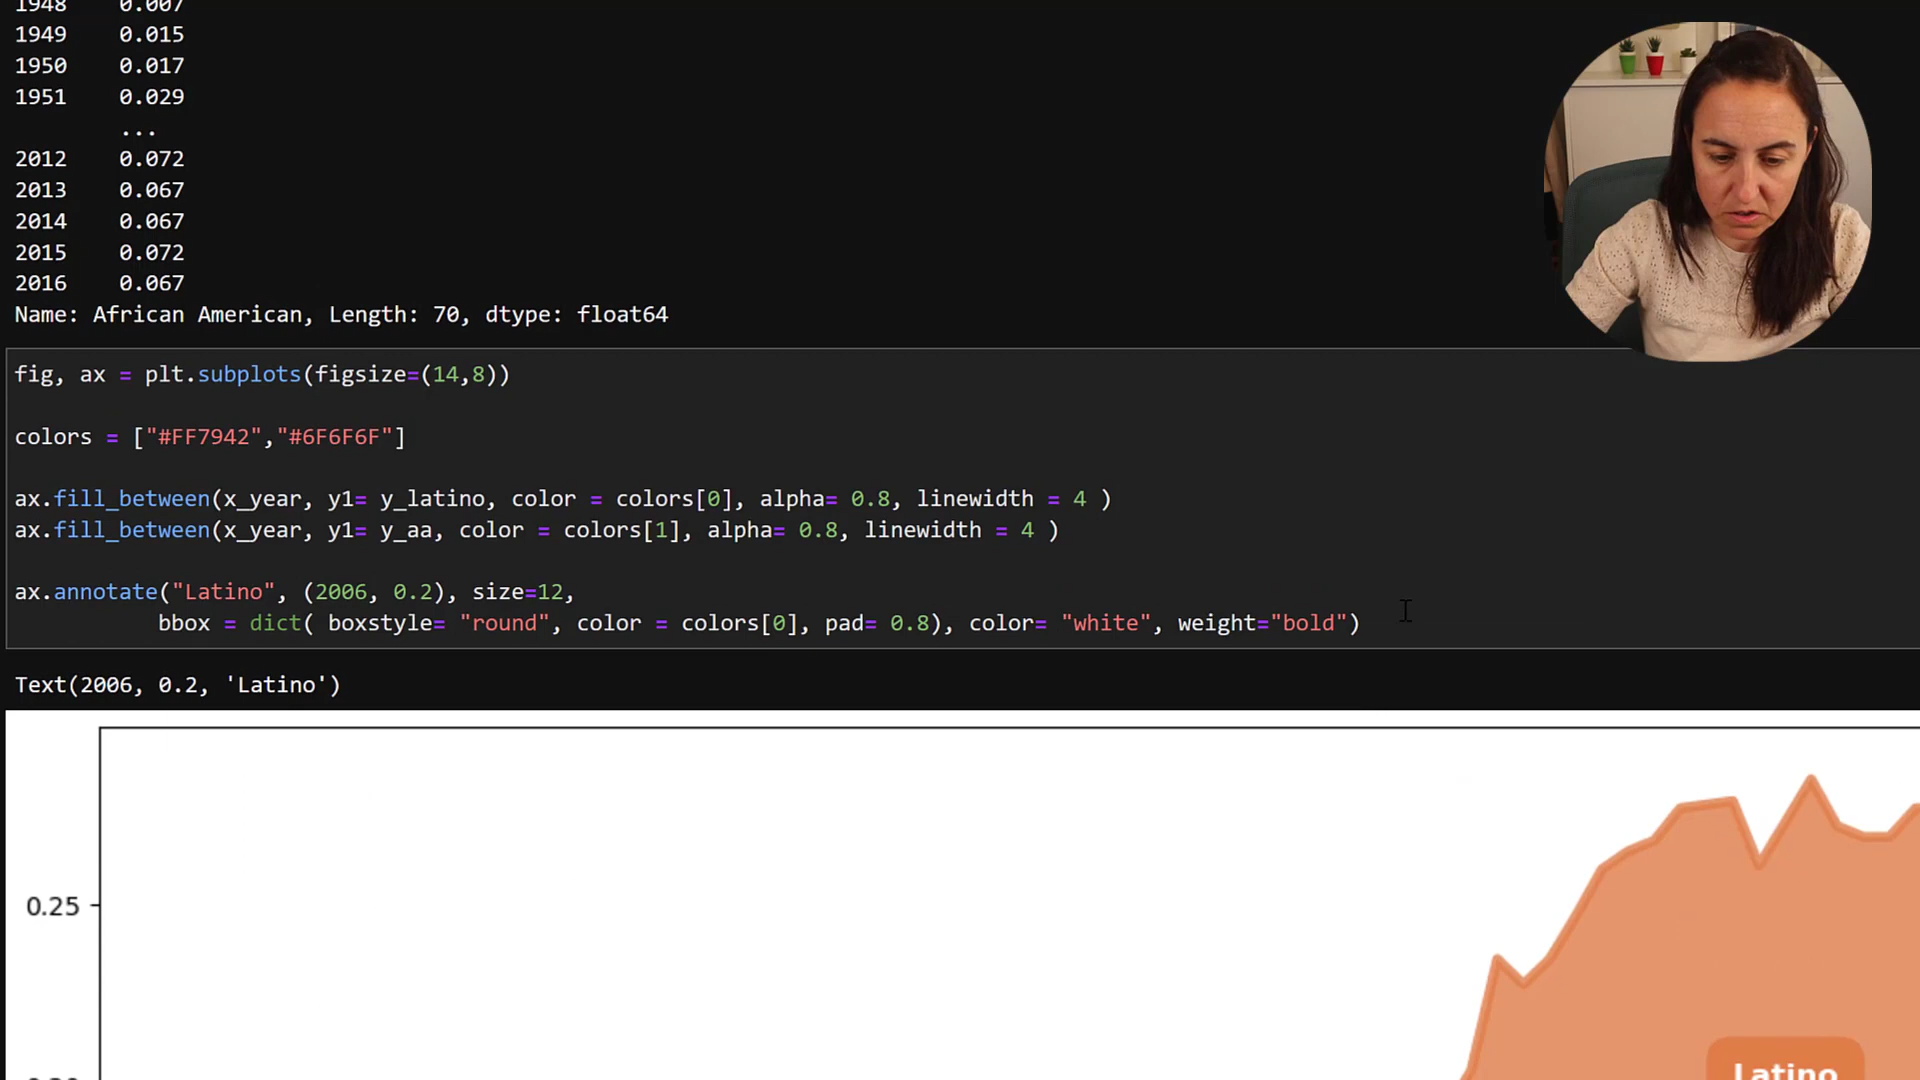 1948 0.007
1949 0.015
1950 0.017
1951 0.029
...
2012 0.072
2013 0.067
2014 0.067
2015 0.072
2016 0.067
Name: African American, Length: 70, dtype: float64
fig, ax = plt.subplots(figsize=(14,8))
colors = ["#FF7942","#6F6F6F"]
ax.fill_between(x_year, y1= y_latino, color = colors[0], alpha= 0.8, linewidth = 4 )
ax.fill_between(x_year, y1= y_aa, color = colors[1], alpha= 0.8, linewidth = 4 )
ax.annotate("Latino", (2006, 0.2), size=12,
bbox = dict( boxstyle= "round", color = colors[0], pad= 0.8), color= "white", weight="bold")
Text(2006, 0.2, 'Latino')
0.25
Latino